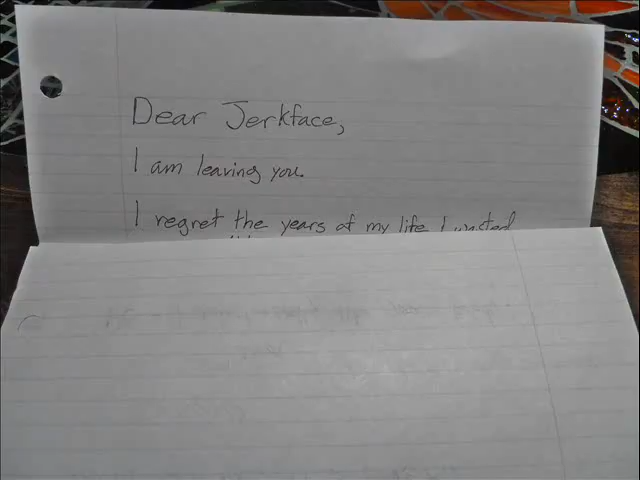 Dear Jerkface,
I am leaving you.
I regret the years of my life I wasted